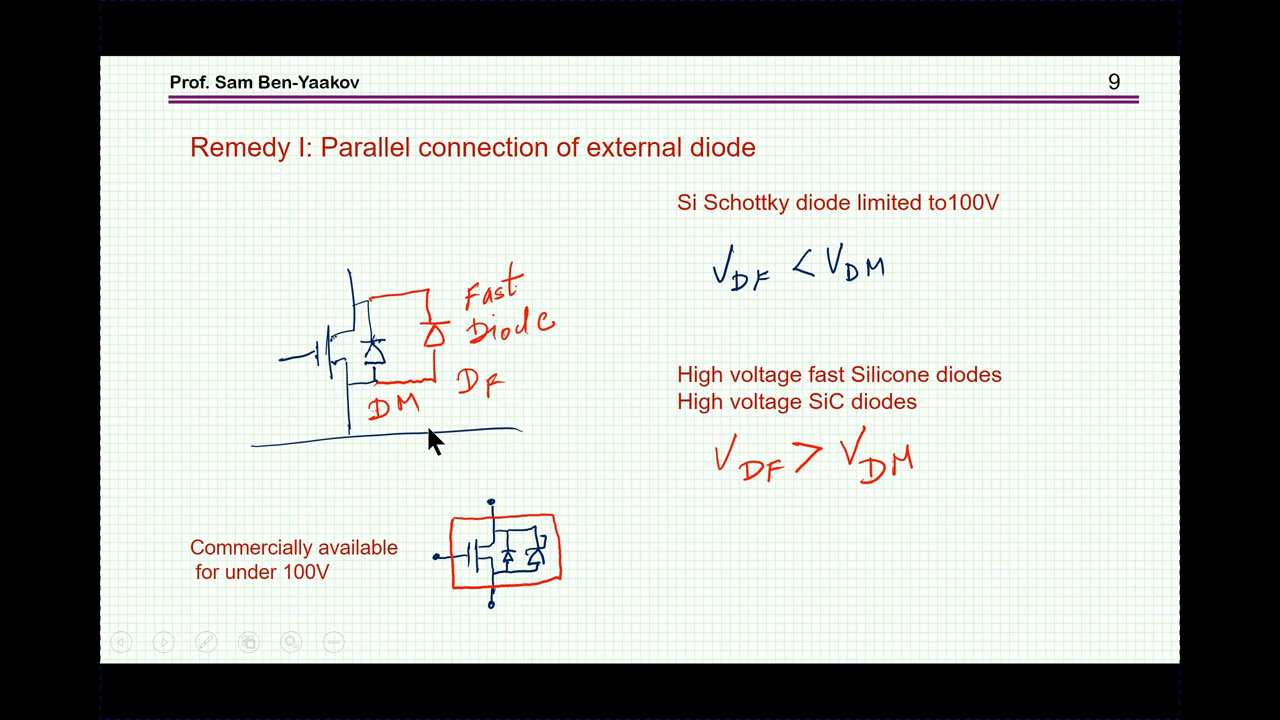 Prof. Sam Ben-Yaakov
9
Remedy I: Parallel connection of external diode
Si Schottky diode limited to100V
VDF < VDM
Fast
Diode
DF
DM
High voltage fast Silicone diodes
High voltage SiC diodes
VDF > VDM
Commercially available
for under 100V